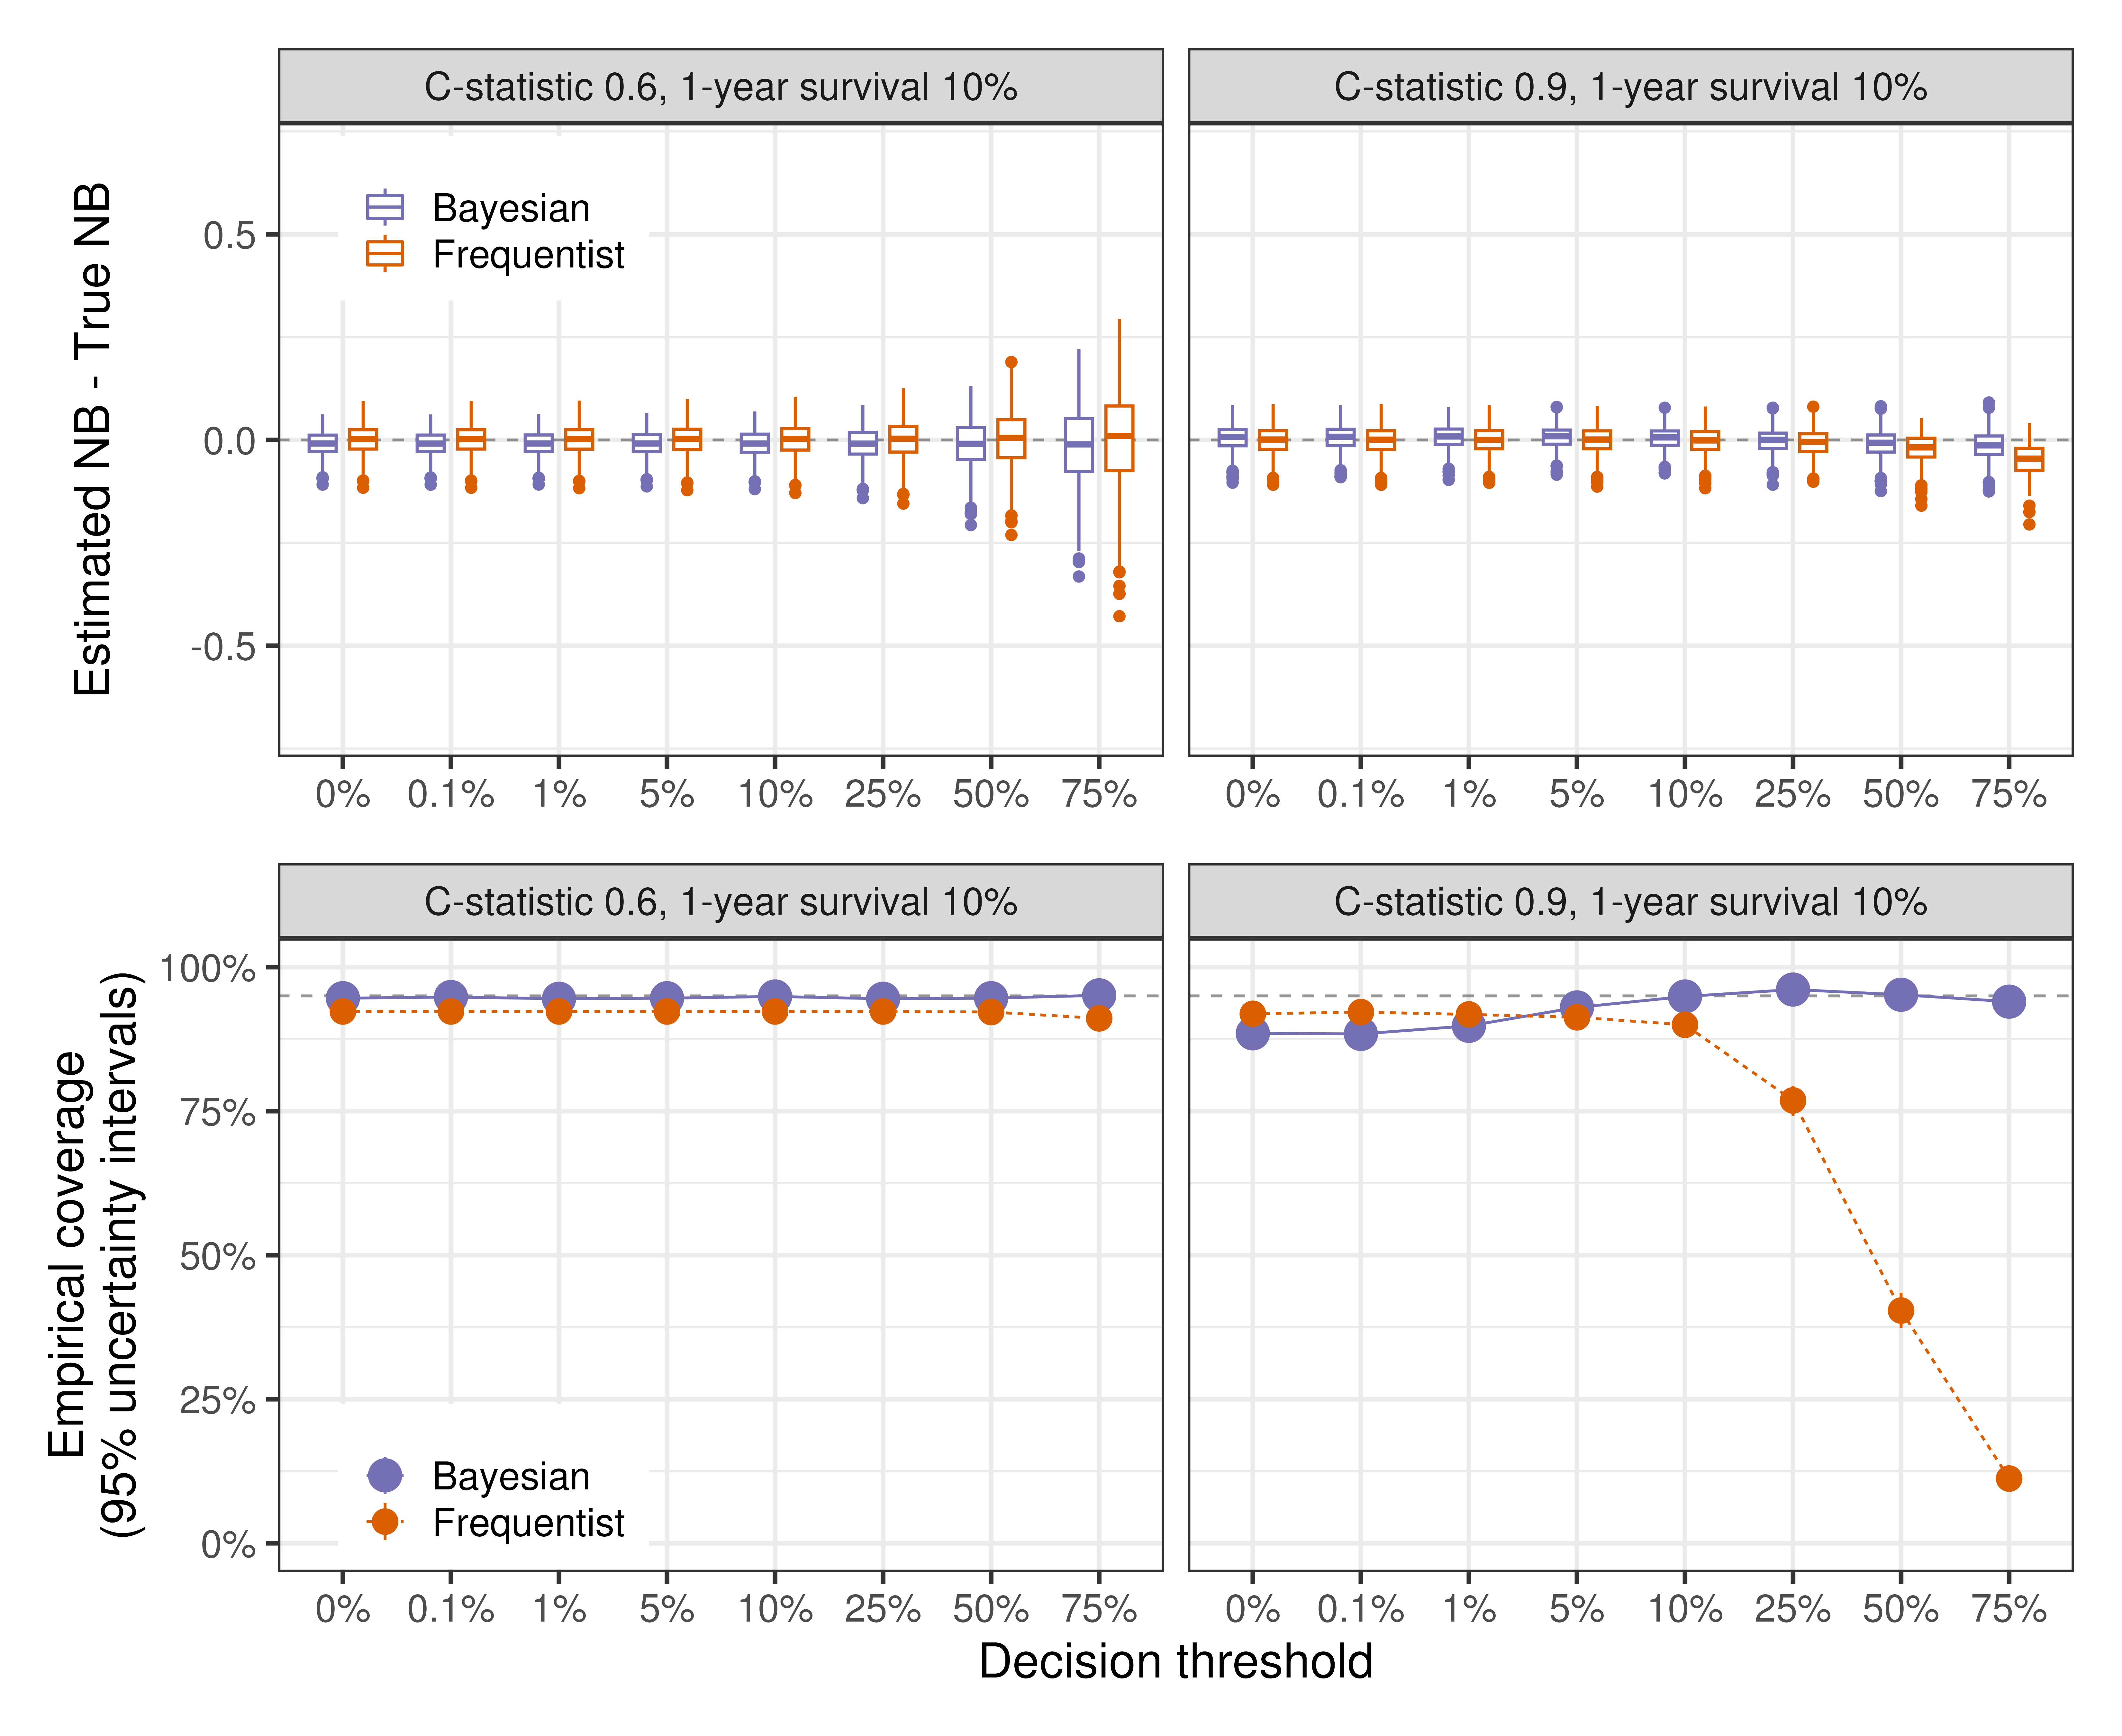 C-statistic 0.6, 1-year survival 10%
C-statistic 0.9, 1-year survival 10%
Estimated NB - True NB
0.5
0.0
-0.5
Bayesian
Frequentist
0% 0.1% 1% 5% 10% 25% 50% 75%
0% 0.1% 1% 5% 10% 25% 50% 75%
C-statistic 0.6, 1-year survival 10%
C-statistic 0.9, 1-year survival 10%
Empirical coverage
(95% uncertainty intervals)
100%
75%
50%
25%
0%
Bayesian
Frequentist
0% 0.1% 1% 5% 10% 25% 50% 75%
0% 0.1% 1% 5% 10% 25% 50% 75%
Decision threshold